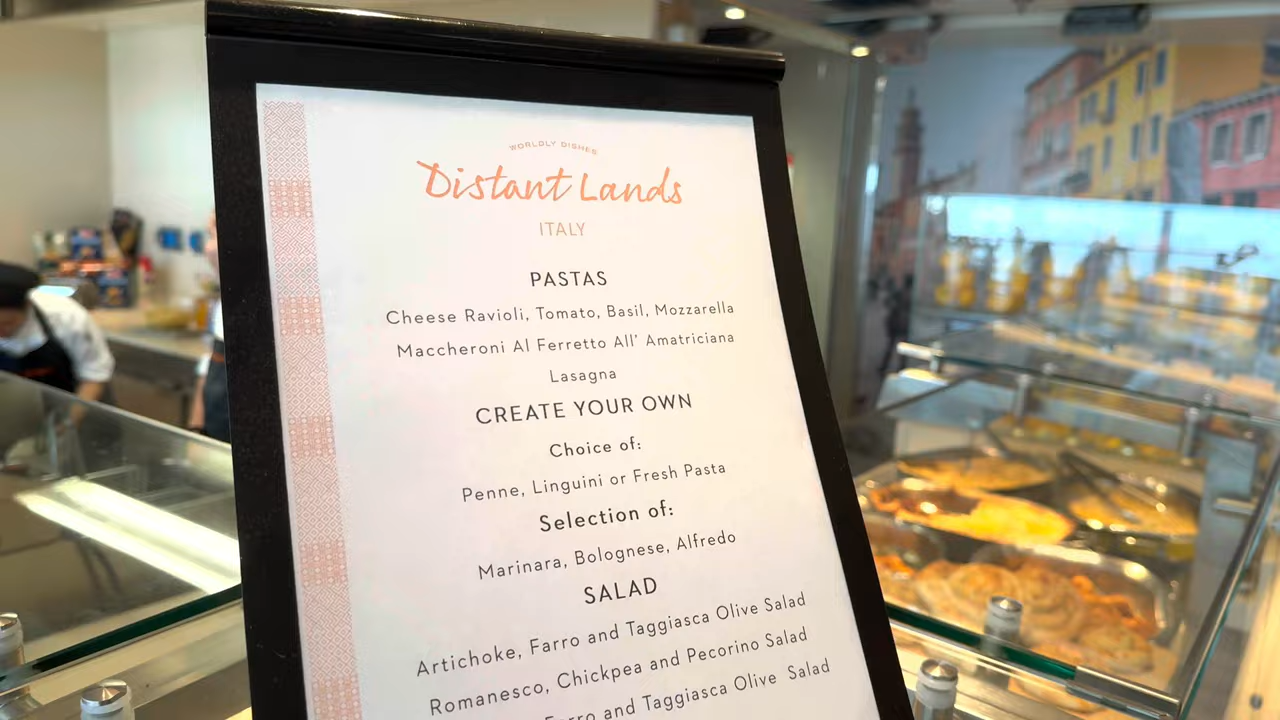 WORLDLY DISHES
Distant Lands
ITALY
PASTAS
Cheese Ravioli, Tomato, Basil, Mozzarella
Maccheroni Al Ferretto All' Amatriciana
Lasagna
CREATE YOUR OWN
Choice of:
Penne, Linguini or Fresh Pasta
Selection of:
Marinara, Bolognese, Alfredo
SALAD
Artichoke, Farro and Taggiasca Olive Salad
Romanesco, Chickpea and Pecorino Salad
Farro and Taggiasca Olive Salad